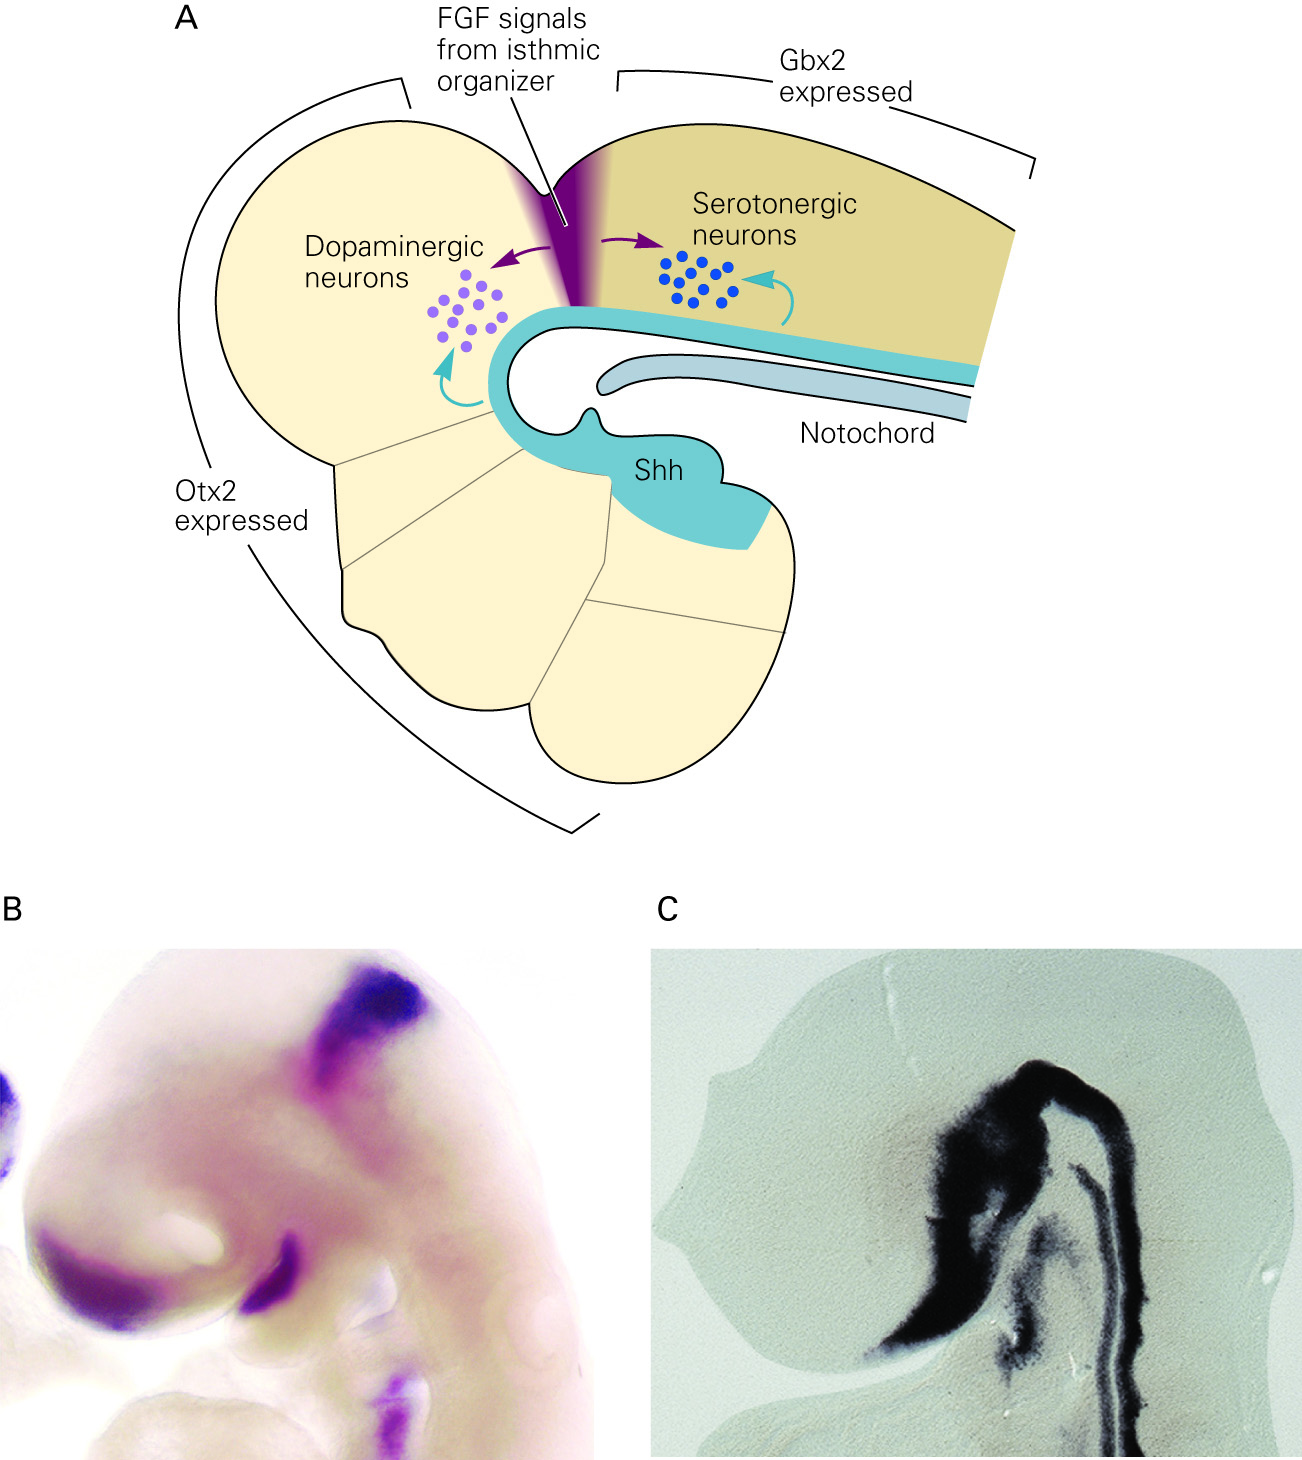 A
FGF signals
from isthmic
organizer
Gbx2
expressed
Serotonergic
neurons
Dopaminergic
neurons
Notochord
Shh
Otx2
expressed
B
C